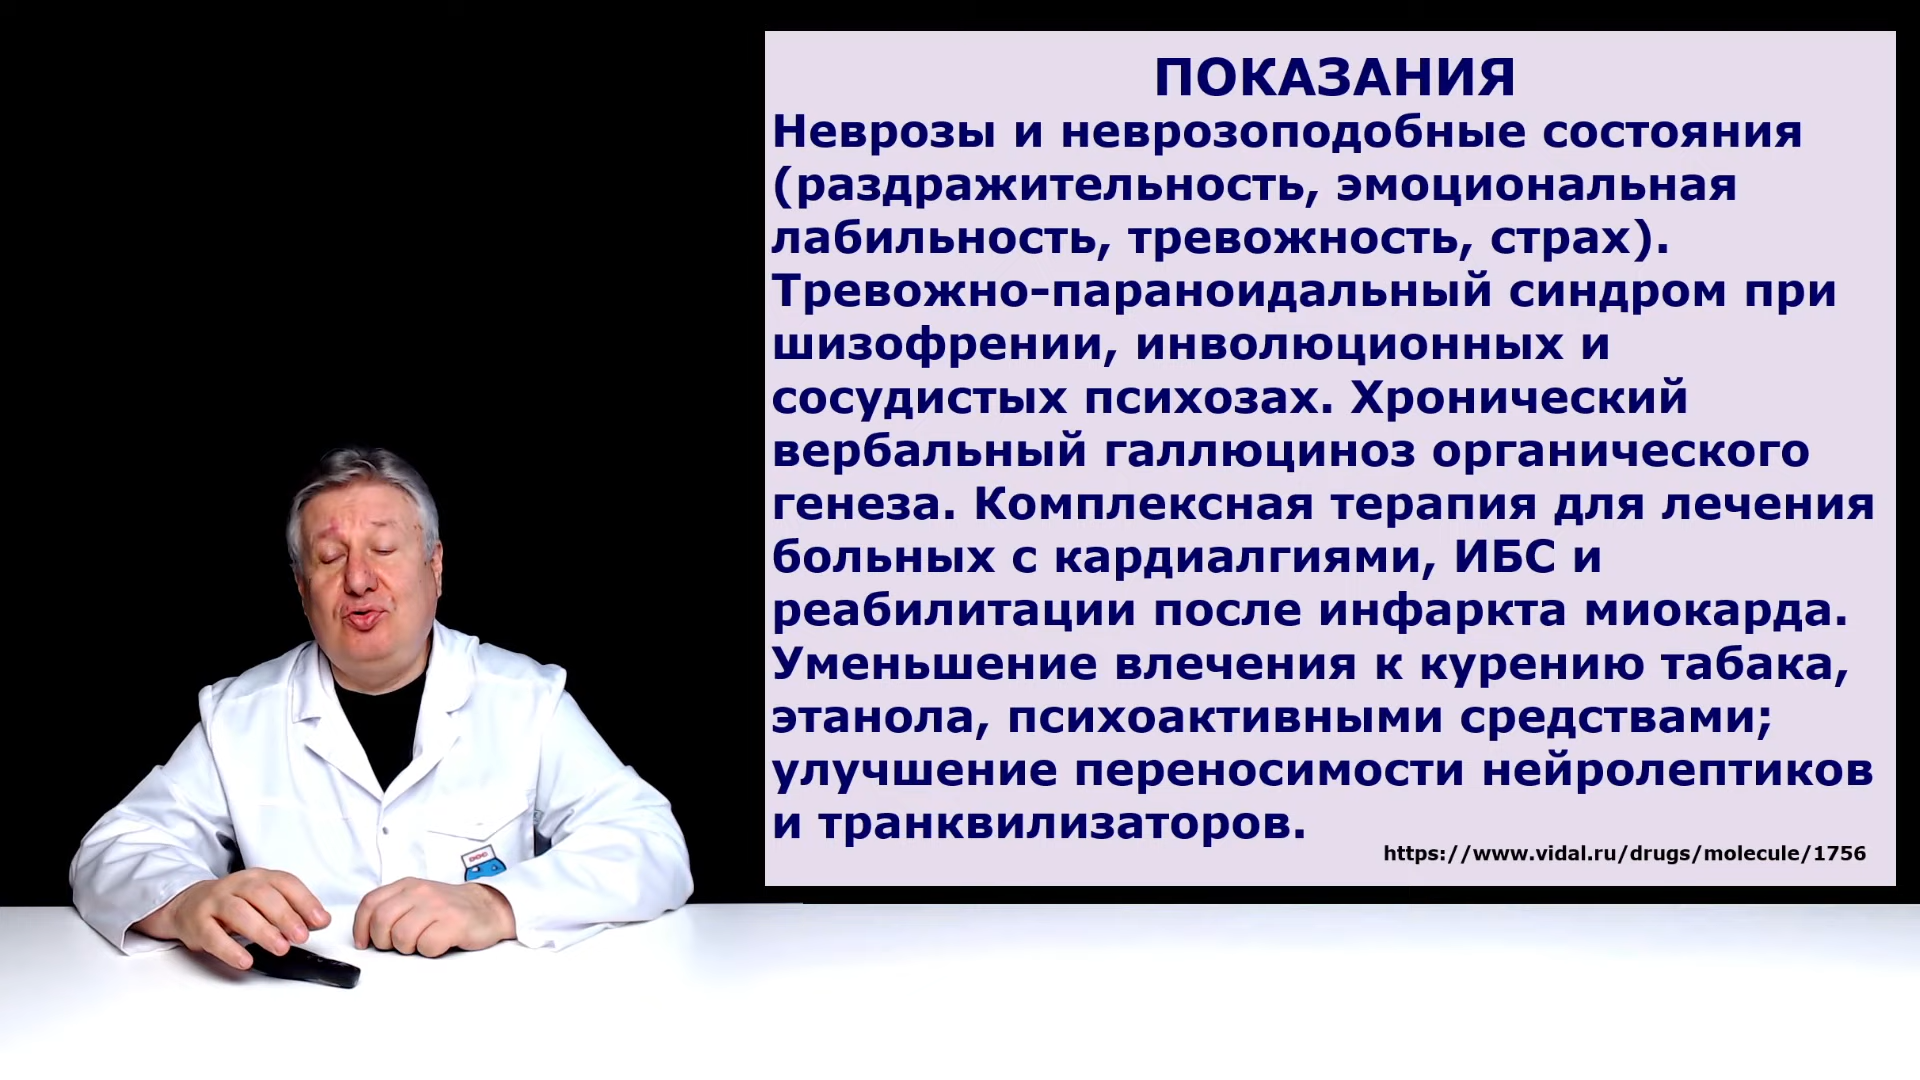 ПОКАЗАНИЯ
Неврозы и неврозоподобные состояния
(раздражительность, эмоциональная
лабильность, тревожность, страх).
Тревожно-параноидальный синдром при
шизофрении, инволюционных и
сосудистых психозах. Хронический
вербальный галлюциноз органического
генеза. Комплексная терапия для лечения
больных с кардиалгиями, ИБС и
реабилитации после инфаркта миокарда.
Уменьшение влечения к курению табака,
этанола, психоактивными средствами;
улучшение переносимости нейролептиков
и транквилизаторов.
https://www.vidal.ru/drugs/molecule/1756